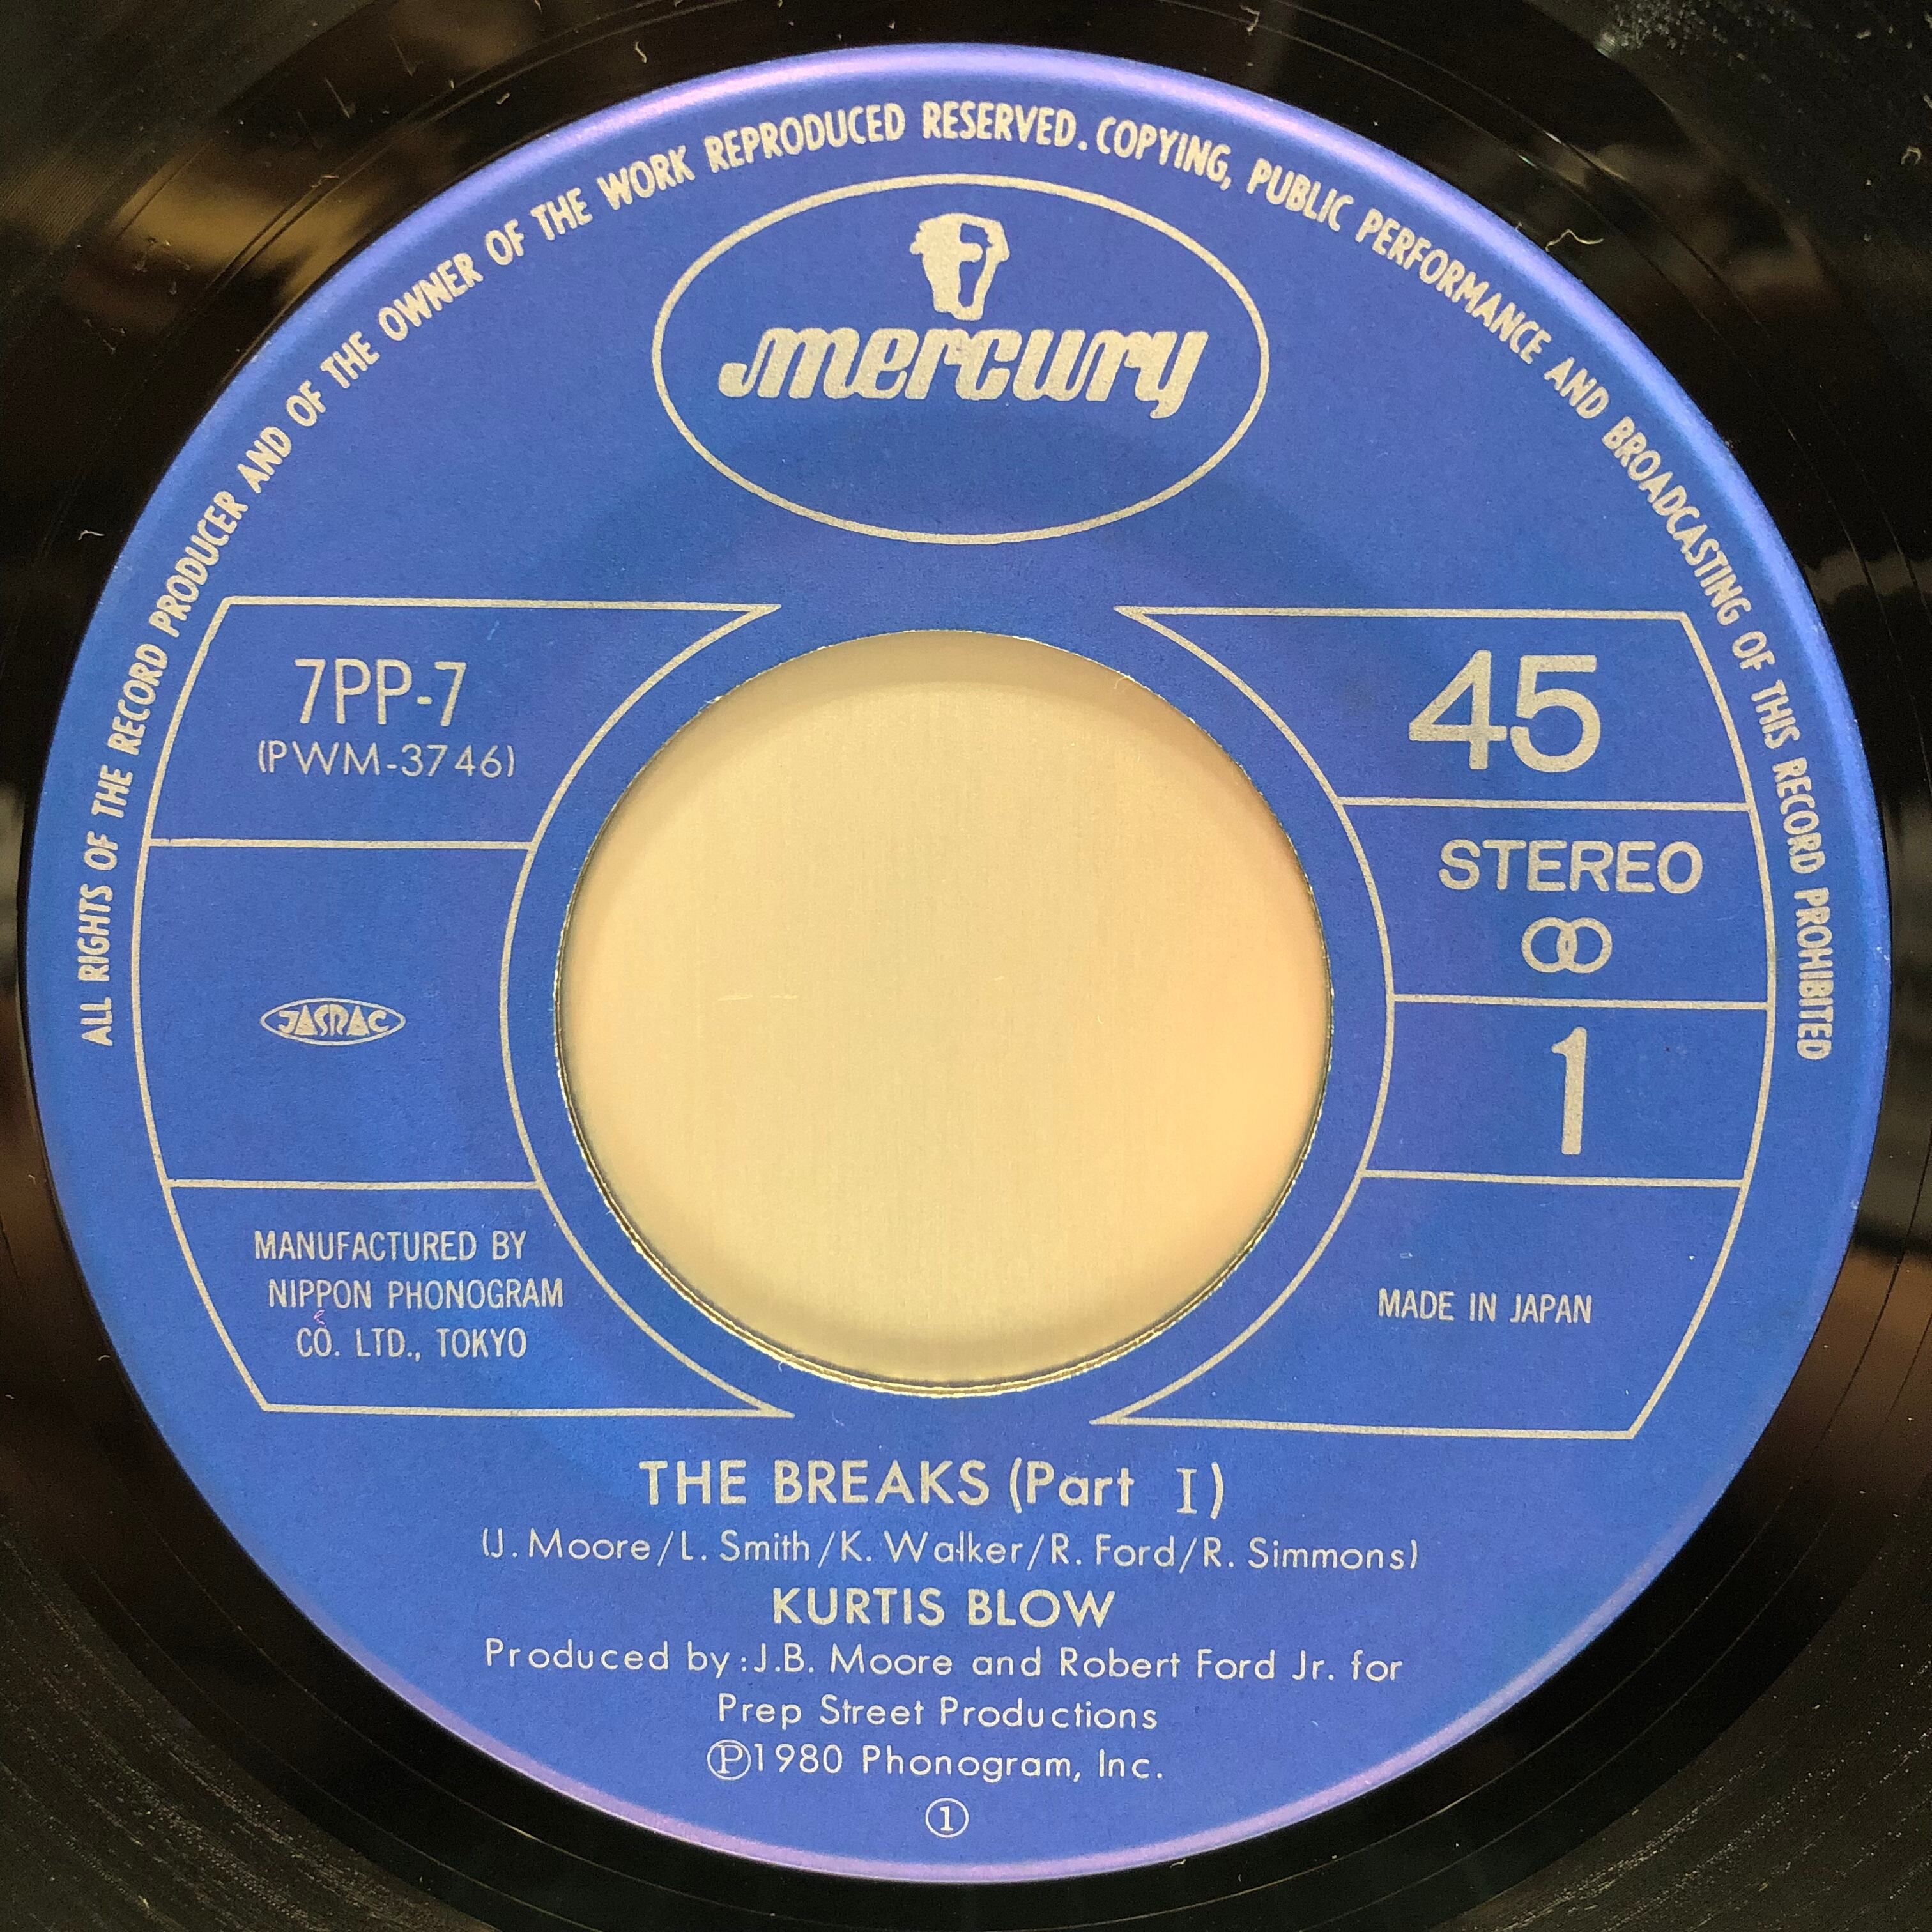 ALL RIGHTS OF THE RECORD PRODUCER AND OF THE OWNER OF THE WORK REPRODUCED RESERVED. COPYING, PUBLIC PERFORMANCE AND BROADCASTING OF THIS RECORD PROHIBITED
mercury
7PP-7
(PWM-3746)
JASRAC
MANUFACTURED BY
NIPPON PHONOGRAM
CO. LTD., TOKYO
45
STEREO
1
MADE IN JAPAN
THE BREAKS (Part I)
(J. Moore/L. Smith/K. Walker/R. Ford/R. Simmons)
KURTIS BLOW
Produced by:J.B. Moore and Robert Ford Jr. for
Prep Street Productions
Ⓟ1980 Phonogram, Inc.
①